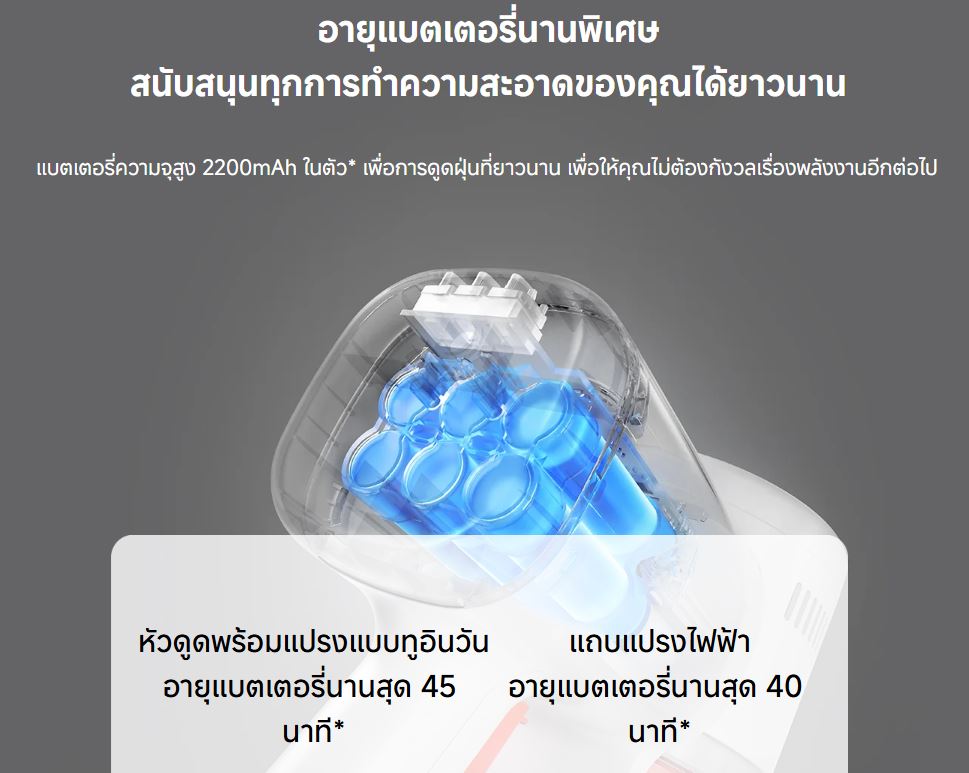 อายุแบตเตอรี่นานพิเศษ
สนับสนุนทุกการทำความสะอาดของคุณได้ยาวนาน
แบตเตอรี่ความจุสูง 2200mAh ในตัว* เพื่อการดูดฝุ่นที่ยาวนาน เพื่อให้คุณไม่ต้องกังวลเรื่องพลังงานอีกต่อไป
หัวดูดพร้อมแปรงแบบทูอินวัน
อายุแบตเตอรี่นานสุด 45
นาที*
แถบแปรงไฟฟ้า
อายุแบตเตอรี่นานสุด 40
นาที*